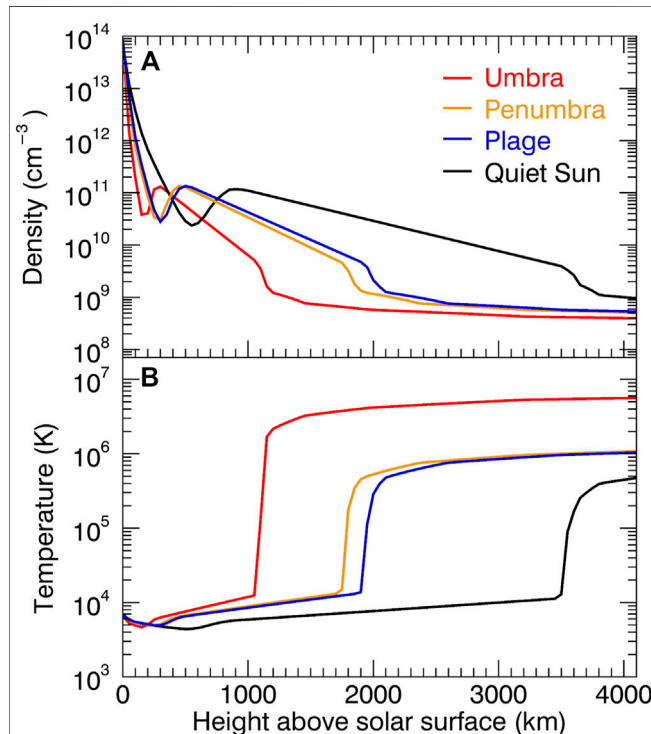 A
Umbra
Penumbra
Plage
Quiet Sun
Density (cm⁻³)
10¹⁴
10¹³
10¹²
10¹¹
10¹⁰
10⁹
10⁸
B
Temperature (K)
10⁷
10⁶
10⁵
10⁴
10³
0 1000 2000 3000 4000
Height above solar surface (km)